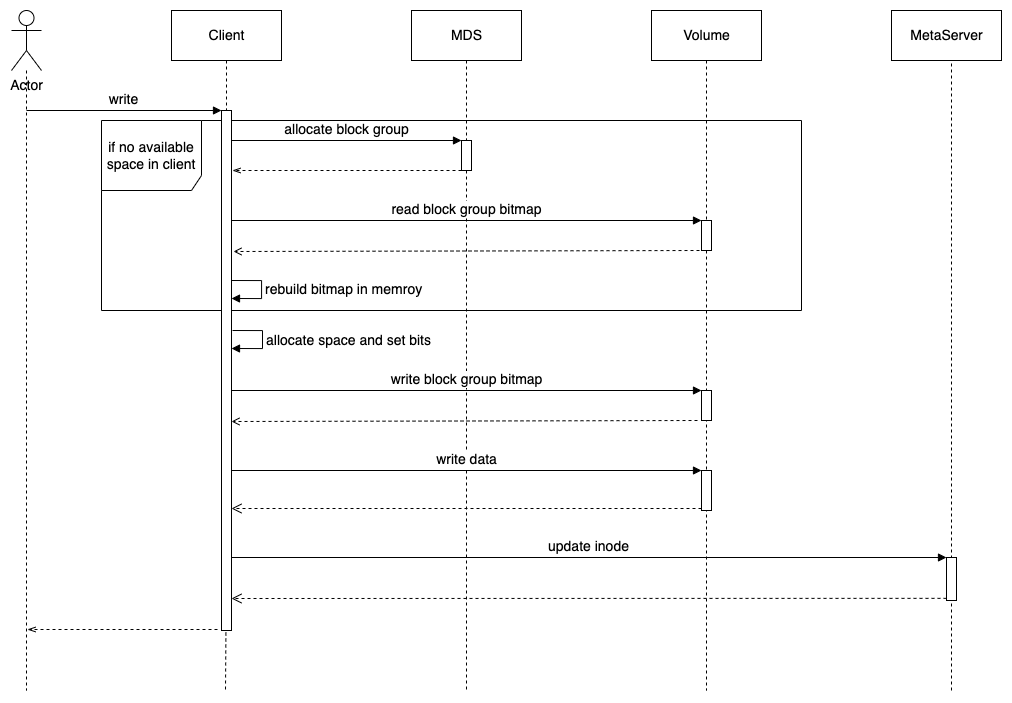 Client
MDS
Volume
MetaServer
Actor
write
allocate block group
if no available
space in client
read block group bitmap
rebuild bitmap in memroy
allocate space and set bits
write block group bitmap
write data
update inode